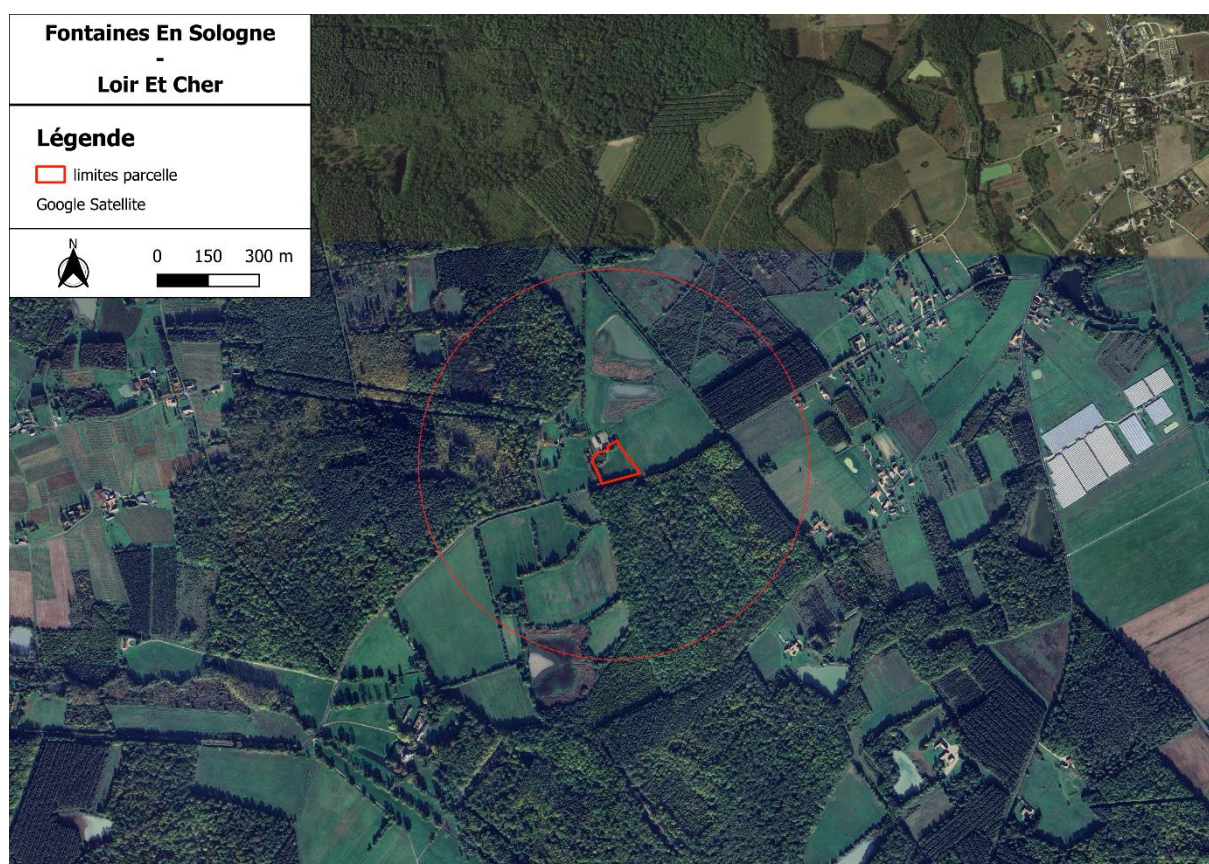 Fontaines En Sologne
-
Loir Et Cher
Légende
limites parcelle
Google Satellite
N
0 150 300 m